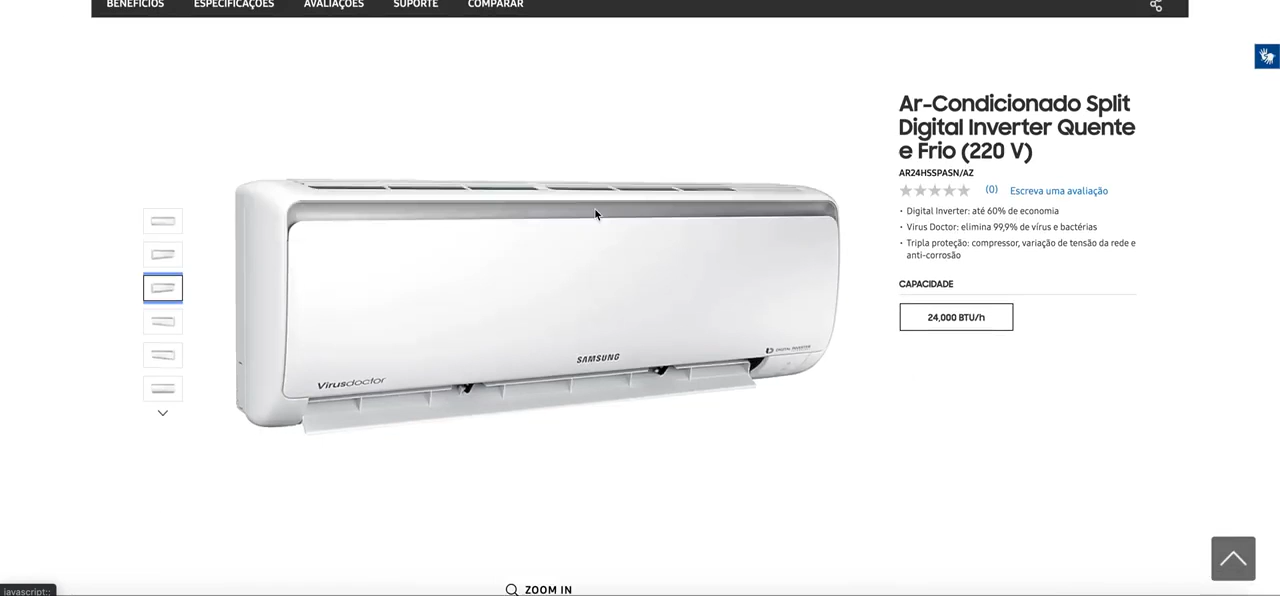 BENEFÍCIOS ESPECIFICAÇÕES AVALIAÇÕES SUPORTE COMPARAR
Ar-Condicionado Split
Digital Inverter Quente
e Frio (220 V)
AR24HSSPASN/AZ
(0) Escreva uma avaliação
• Digital Inverter: até 60% de economia
• Virus Doctor: elimina 99,9% de vírus e bactérias
• Tripla proteção: compressor, variação de tensão da rede e
anti-corrosão
CAPACIDADE
24,000 BTU/h
SAMSUNG
DIGITAL INVERTER
Virusdoctor
ZOOM IN
javascript:;